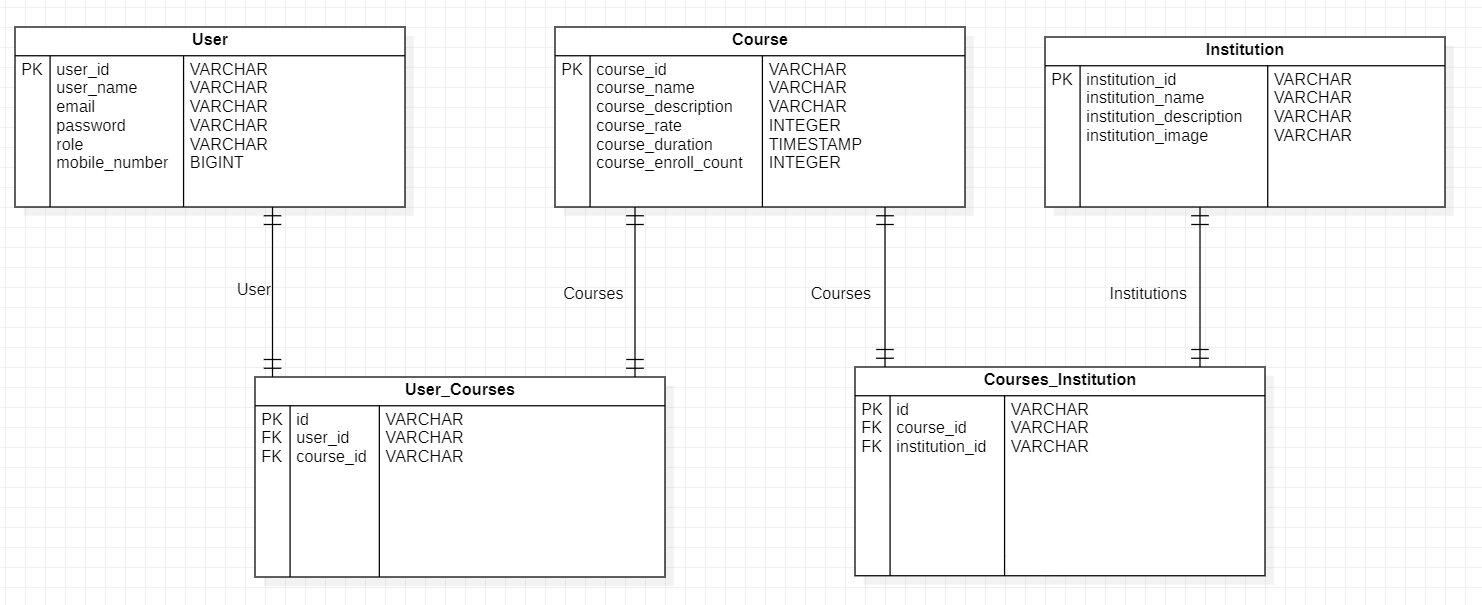 User
PK user_id VARCHAR
user_name VARCHAR
email VARCHAR
password VARCHAR
role VARCHAR
mobile_number BIGINT
Course
PK course_id VARCHAR
course_name VARCHAR
course_description VARCHAR
course_rate INTEGER
course_duration TIMESTAMP
course_enroll_count INTEGER
Institution
PK institution_id VARCHAR
institution_name VARCHAR
institution_description VARCHAR
institution_image VARCHAR
User
Courses
Courses
Institutions
User_Courses
PK id VARCHAR
FK user_id VARCHAR
FK course_id VARCHAR
Courses_Institution
PK id VARCHAR
FK course_id VARCHAR
FK institution_id VARCHAR